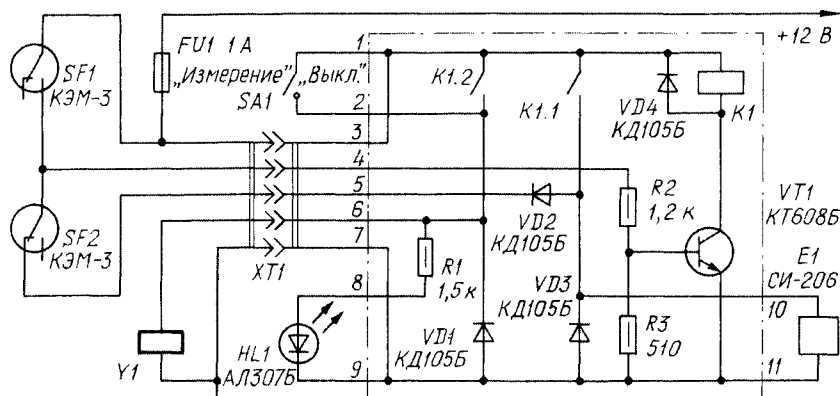 +12 В
FU1 1 А
„Измерение” „Выкл.”
SA1
1
2
3
4
5
6
7
8
9
10
11
SF1
КЭМ-3
SF2
КЭМ-3
XT1
Y1
HL1
АЛ307Б
R1
1,5 к
K1.2
K1.1
VD4
КД105Б
K1
VD2
КД105Б
R2
1,2 к
VT1
КТ608Б
VD3
КД105Б
VD1
КД105Б
R3
510
E1
СИ-206